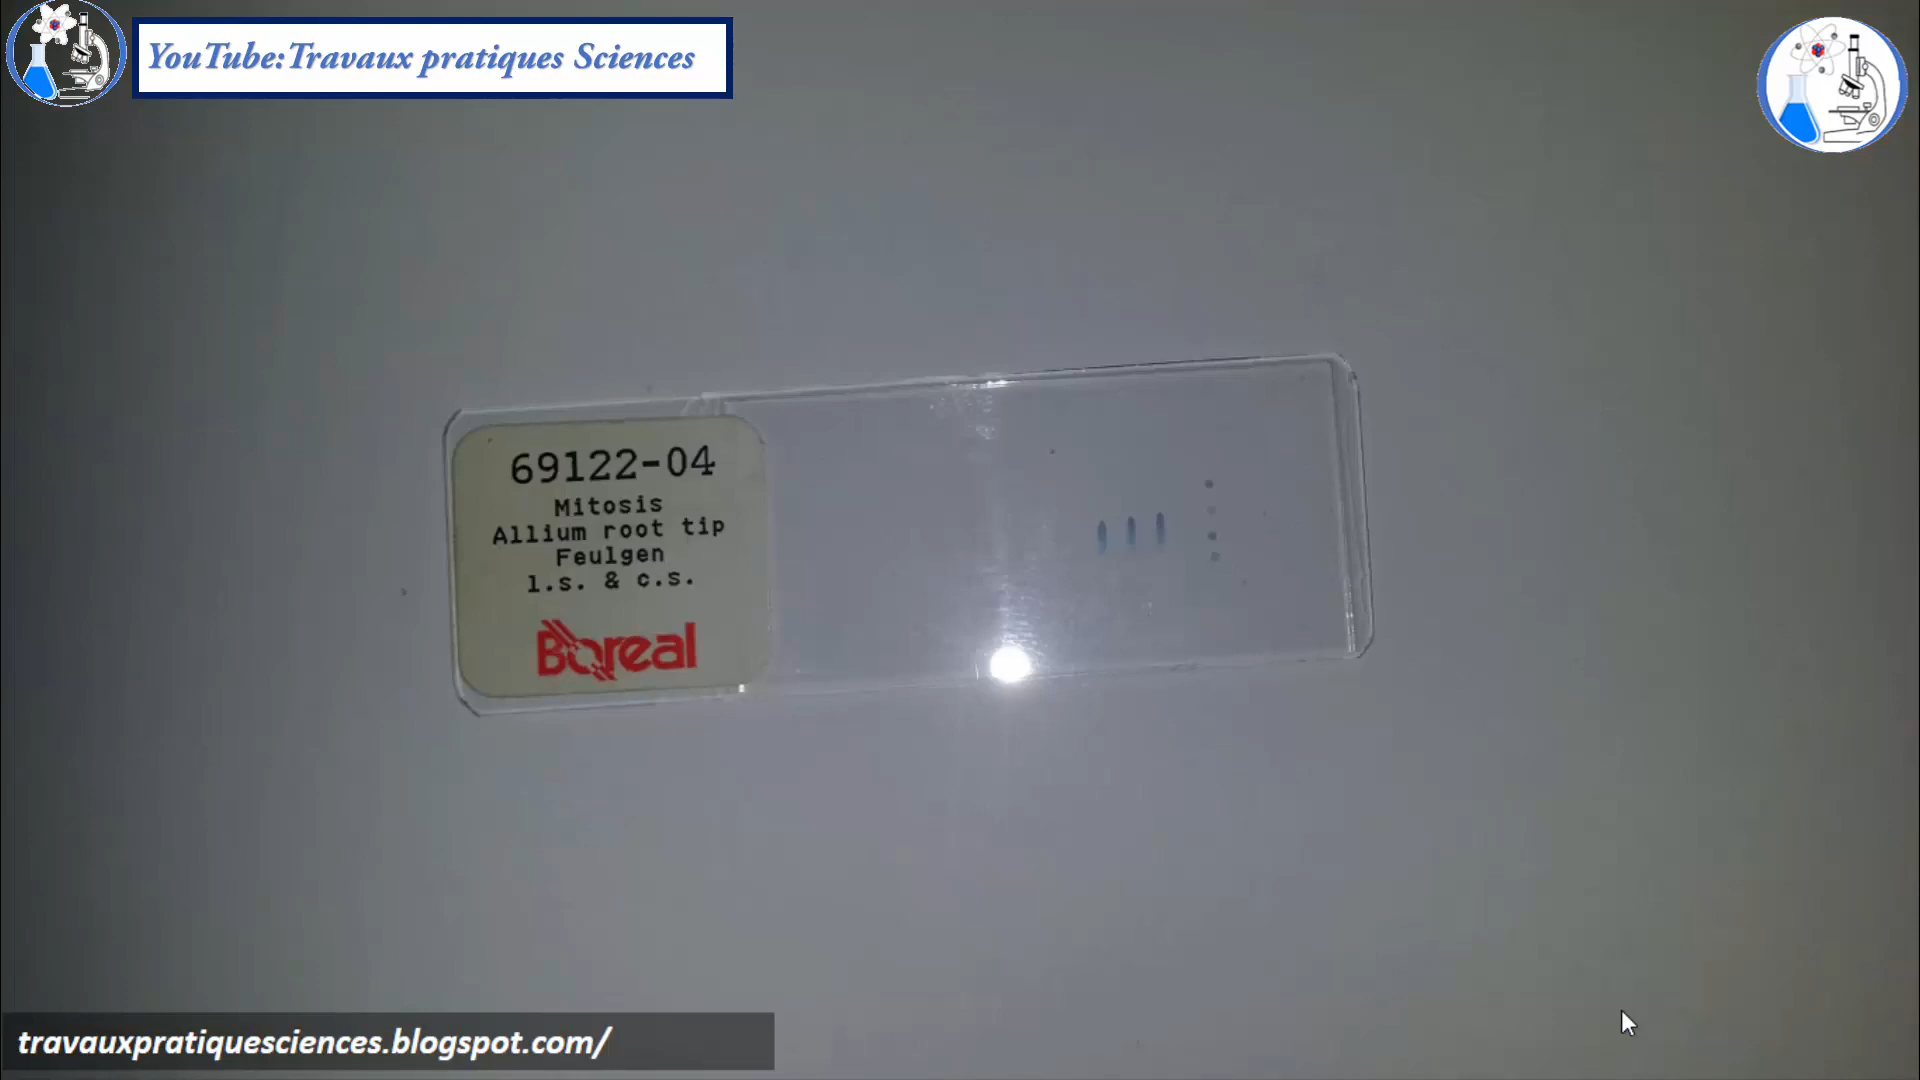 YouTube:Travaux pratiques Sciences
69122-04
Mitosis
Allium root tip
Feulgen
l.s. & c.s.
Boreal
travauxpratiquesciences.blogspot.com/